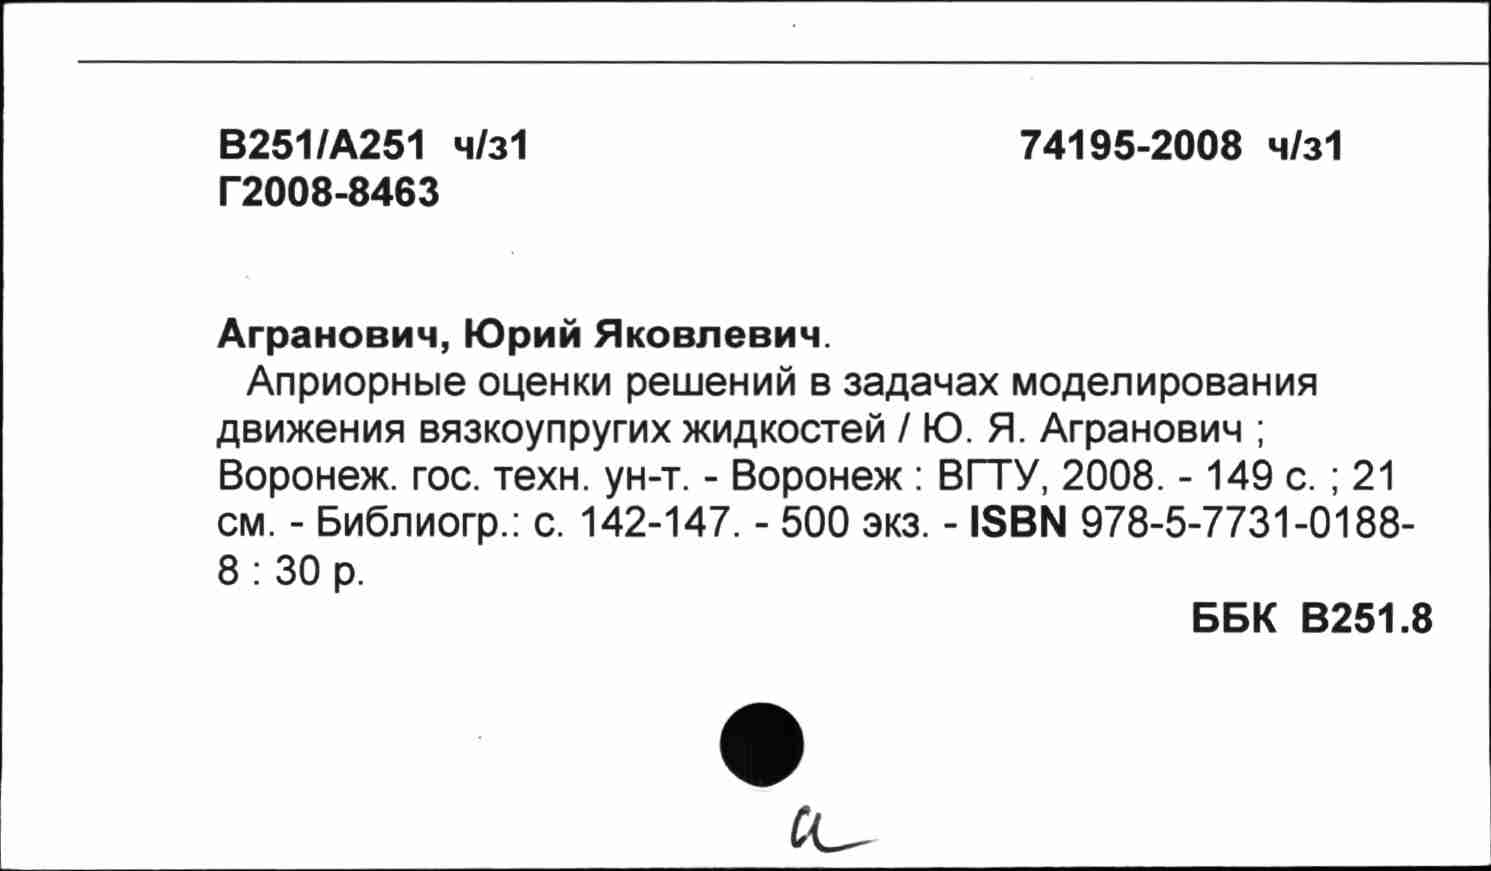 В251/А251 ч/з1 74195-2008 ч/з1
Г2008-8463
Агранович, Юрий Яковлевич.
Априорные оценки решений в задачах моделирования
движения вязкоупругих жидкостей / Ю. Я. Агранович ;
Воронеж. гос. техн. ун-т. - Воронеж : ВГТУ, 2008. - 149 с. ; 21
см. - Библиогр.: с. 142-147. - 500 экз. - ISBN 978-5-7731-0188-
8 : 30 р.
ББК В251.8
а